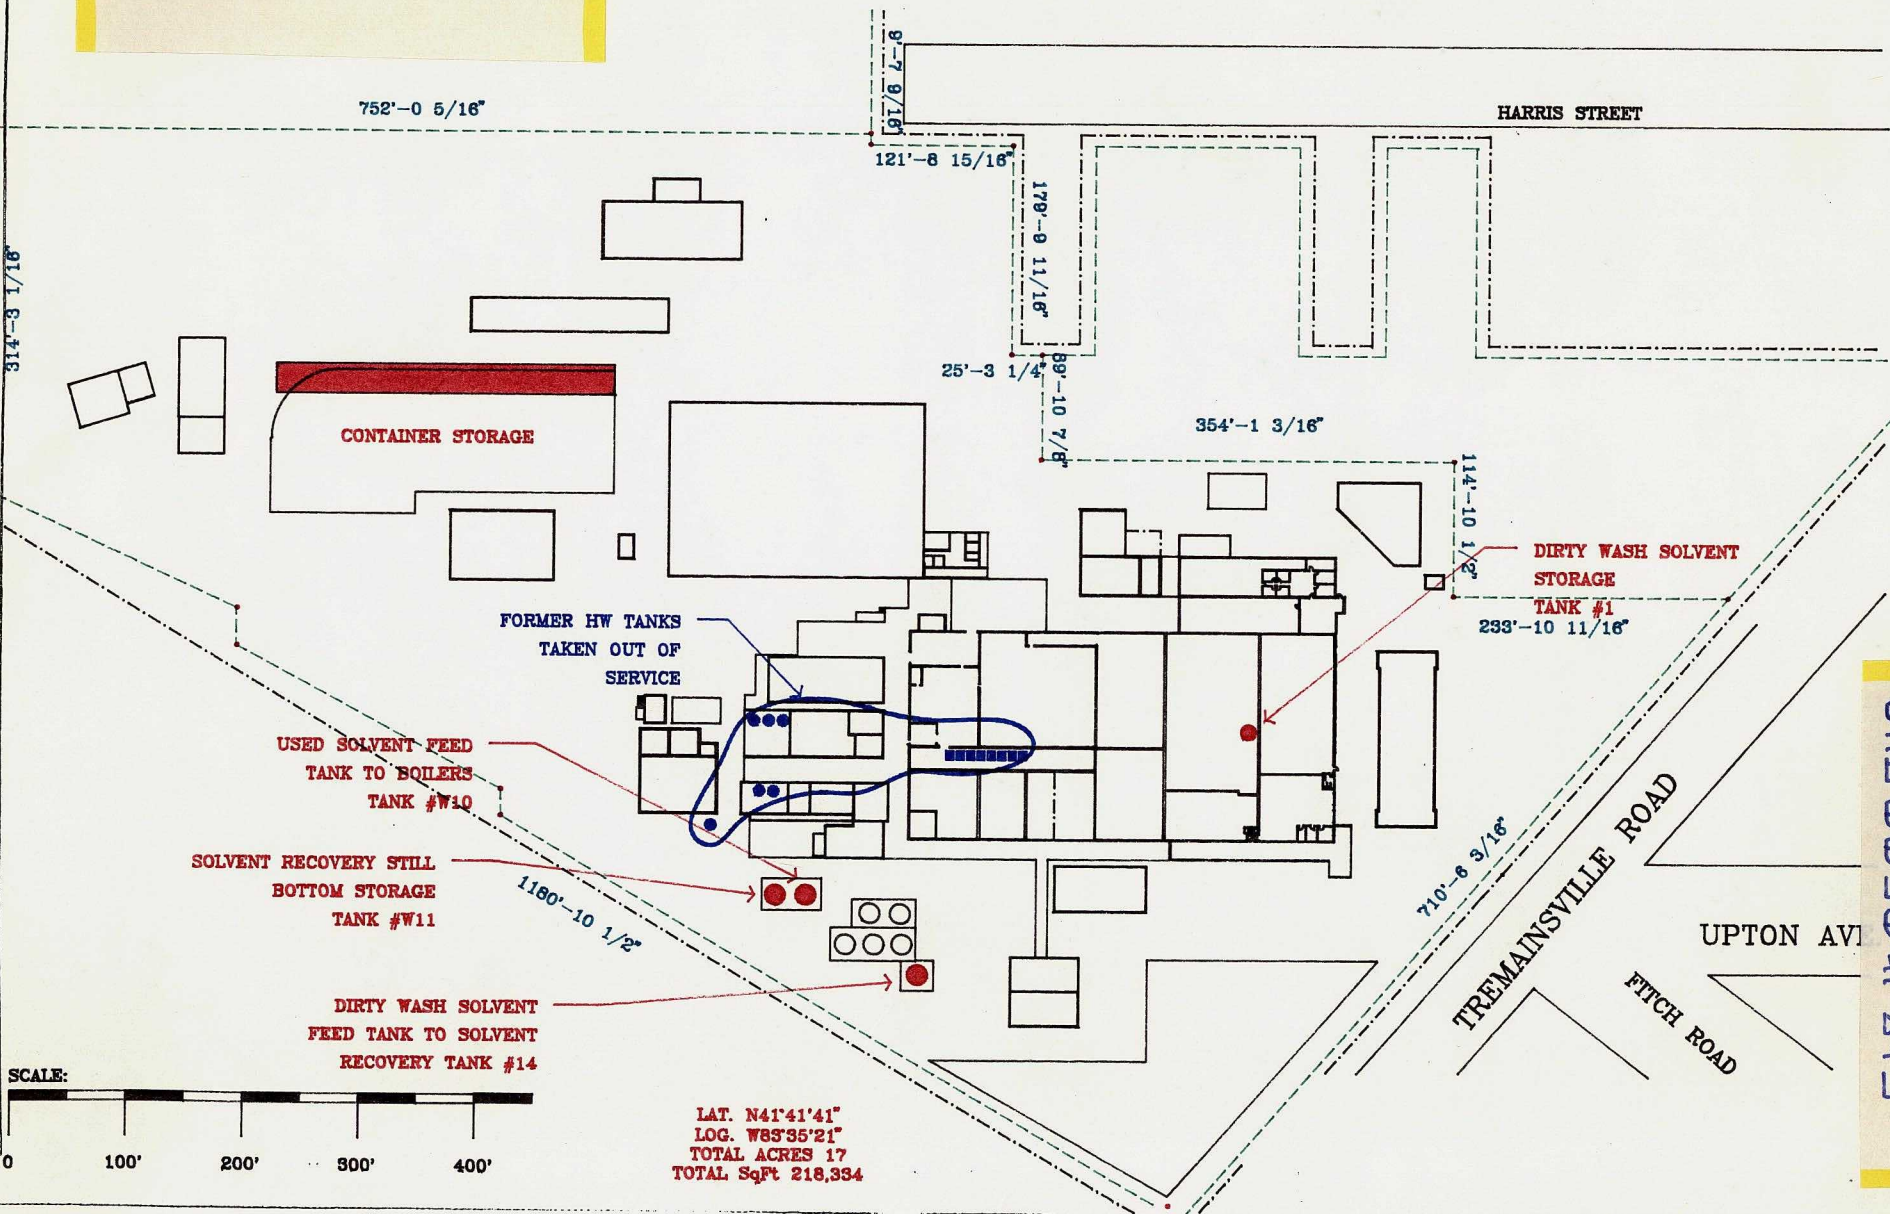 9'-7 9/16"
752'-0 5/16"
HARRIS STREET
121'-8 15/16"
179'-9 11/16"
314'-3 1/16"
25'-3 1/4"
89'-10 7/8"
354'-1 3/16"
CONTAINER STORAGE
114'-10 1/2"
DIRTY WASH SOLVENT
STORAGE
TANK #1
233'-10 11/16"
FORMER HW TANKS
TAKEN OUT OF
SERVICE
USED SOLVENT FEED
TANK TO BOILERS
TANK #W10
SOLVENT RECOVERY STILL
BOTTOM STORAGE
TANK #W11
1180'-10 1/2"
710'-6 3/16"
TREMAINSVILLE ROAD
UPTON AVE
FITCH ROAD
DIRTY WASH SOLVENT
FEED TANK TO SOLVENT
RECOVERY TANK #14
SCALE:
0 100' 200' 300' 400'
LAT. N41°41'41"
LOG. W83°35'21"
TOTAL ACRES 17
TOTAL SqFt 218,334